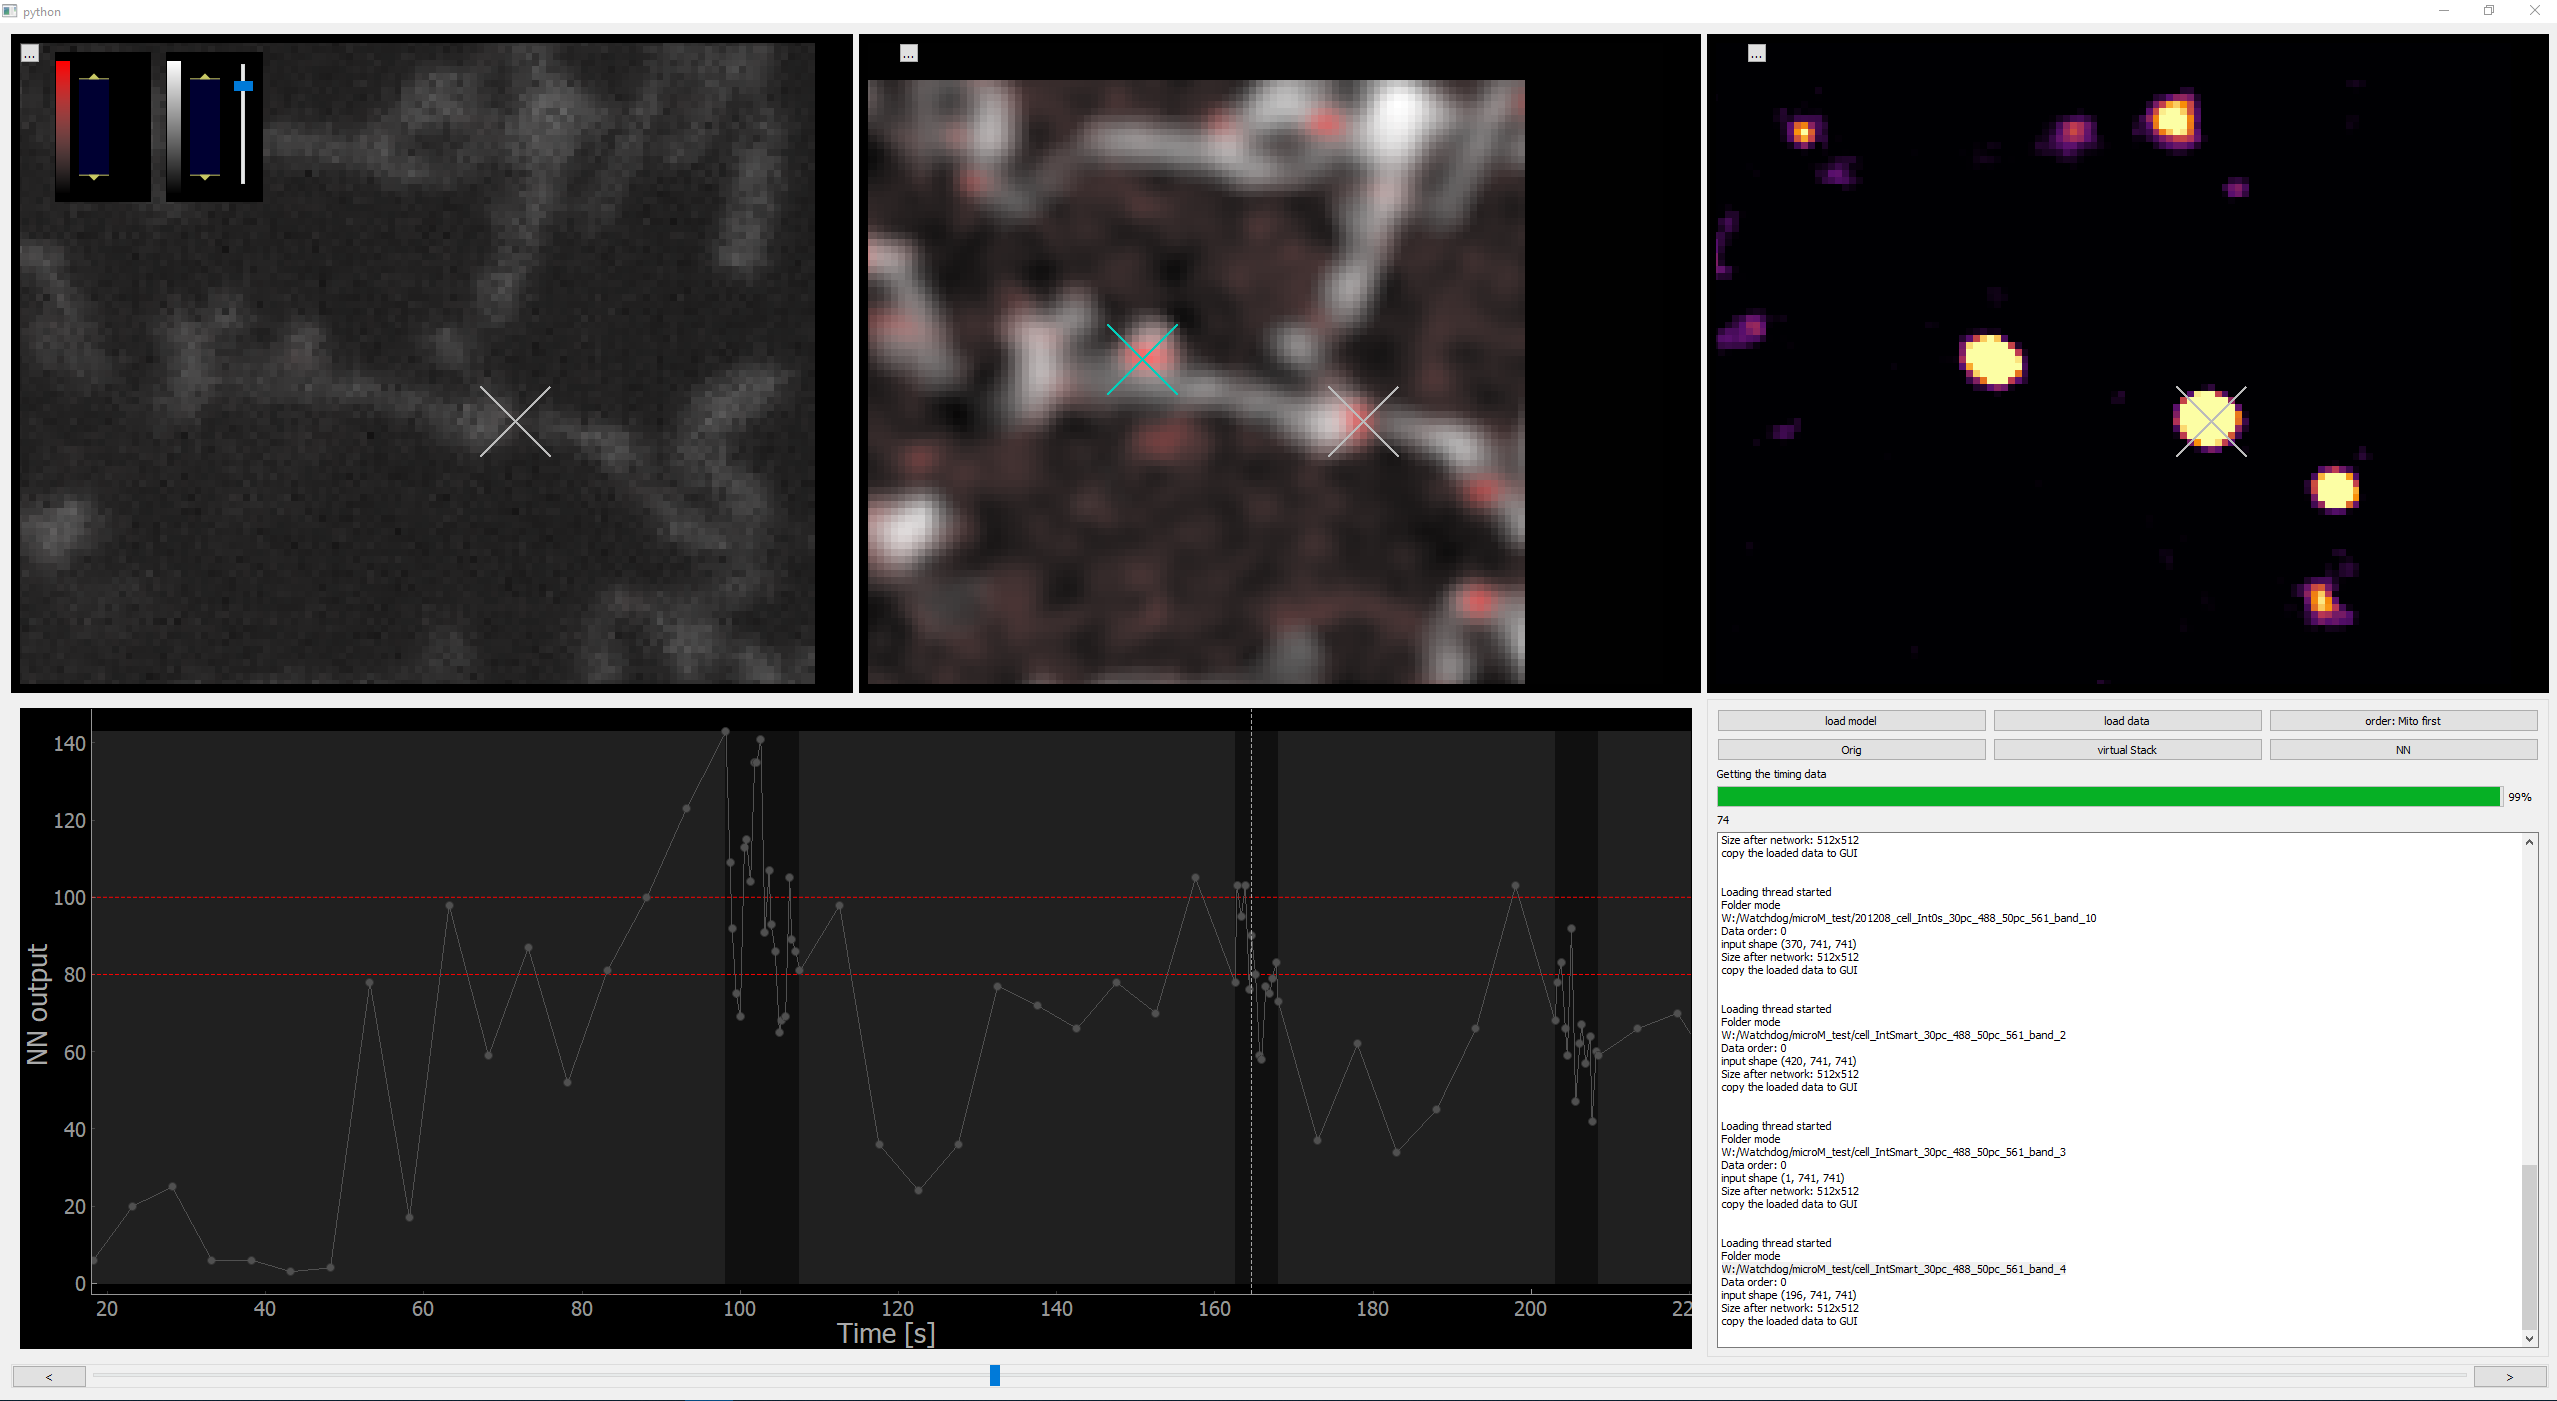 python
...
...
...
140
120
100
80
60
40
20
0
NN output
20
40
60
80
100
120
140
160
180
200
22
Time [s]
load model
load data
order: Mito first
Orig
virtual Stack
NN
Getting the timing data
99%
74
Size after network: 512x512
copy the loaded data to GUI
Loading thread started
Folder mode
W:/Watchdog/microM_test/201208_cell_Int0s_30pc_488_50pc_561_band_10
Data order: 0
input shape (370, 741, 741)
Size after network: 512x512
copy the loaded data to GUI
Loading thread started
Folder mode
W:/Watchdog/microM_test/cell_IntSmart_30pc_488_50pc_561_band_2
Data order: 0
input shape (420, 741, 741)
Size after network: 512x512
copy the loaded data to GUI
Loading thread started
Folder mode
W:/Watchdog/microM_test/cell_IntSmart_30pc_488_50pc_561_band_3
Data order: 0
input shape (1, 741, 741)
Size after network: 512x512
copy the loaded data to GUI
Loading thread started
Folder mode
W:/Watchdog/microM_test/cell_IntSmart_30pc_488_50pc_561_band_4
Data order: 0
input shape (196, 741, 741)
Size after network: 512x512
copy the loaded data to GUI
<
>